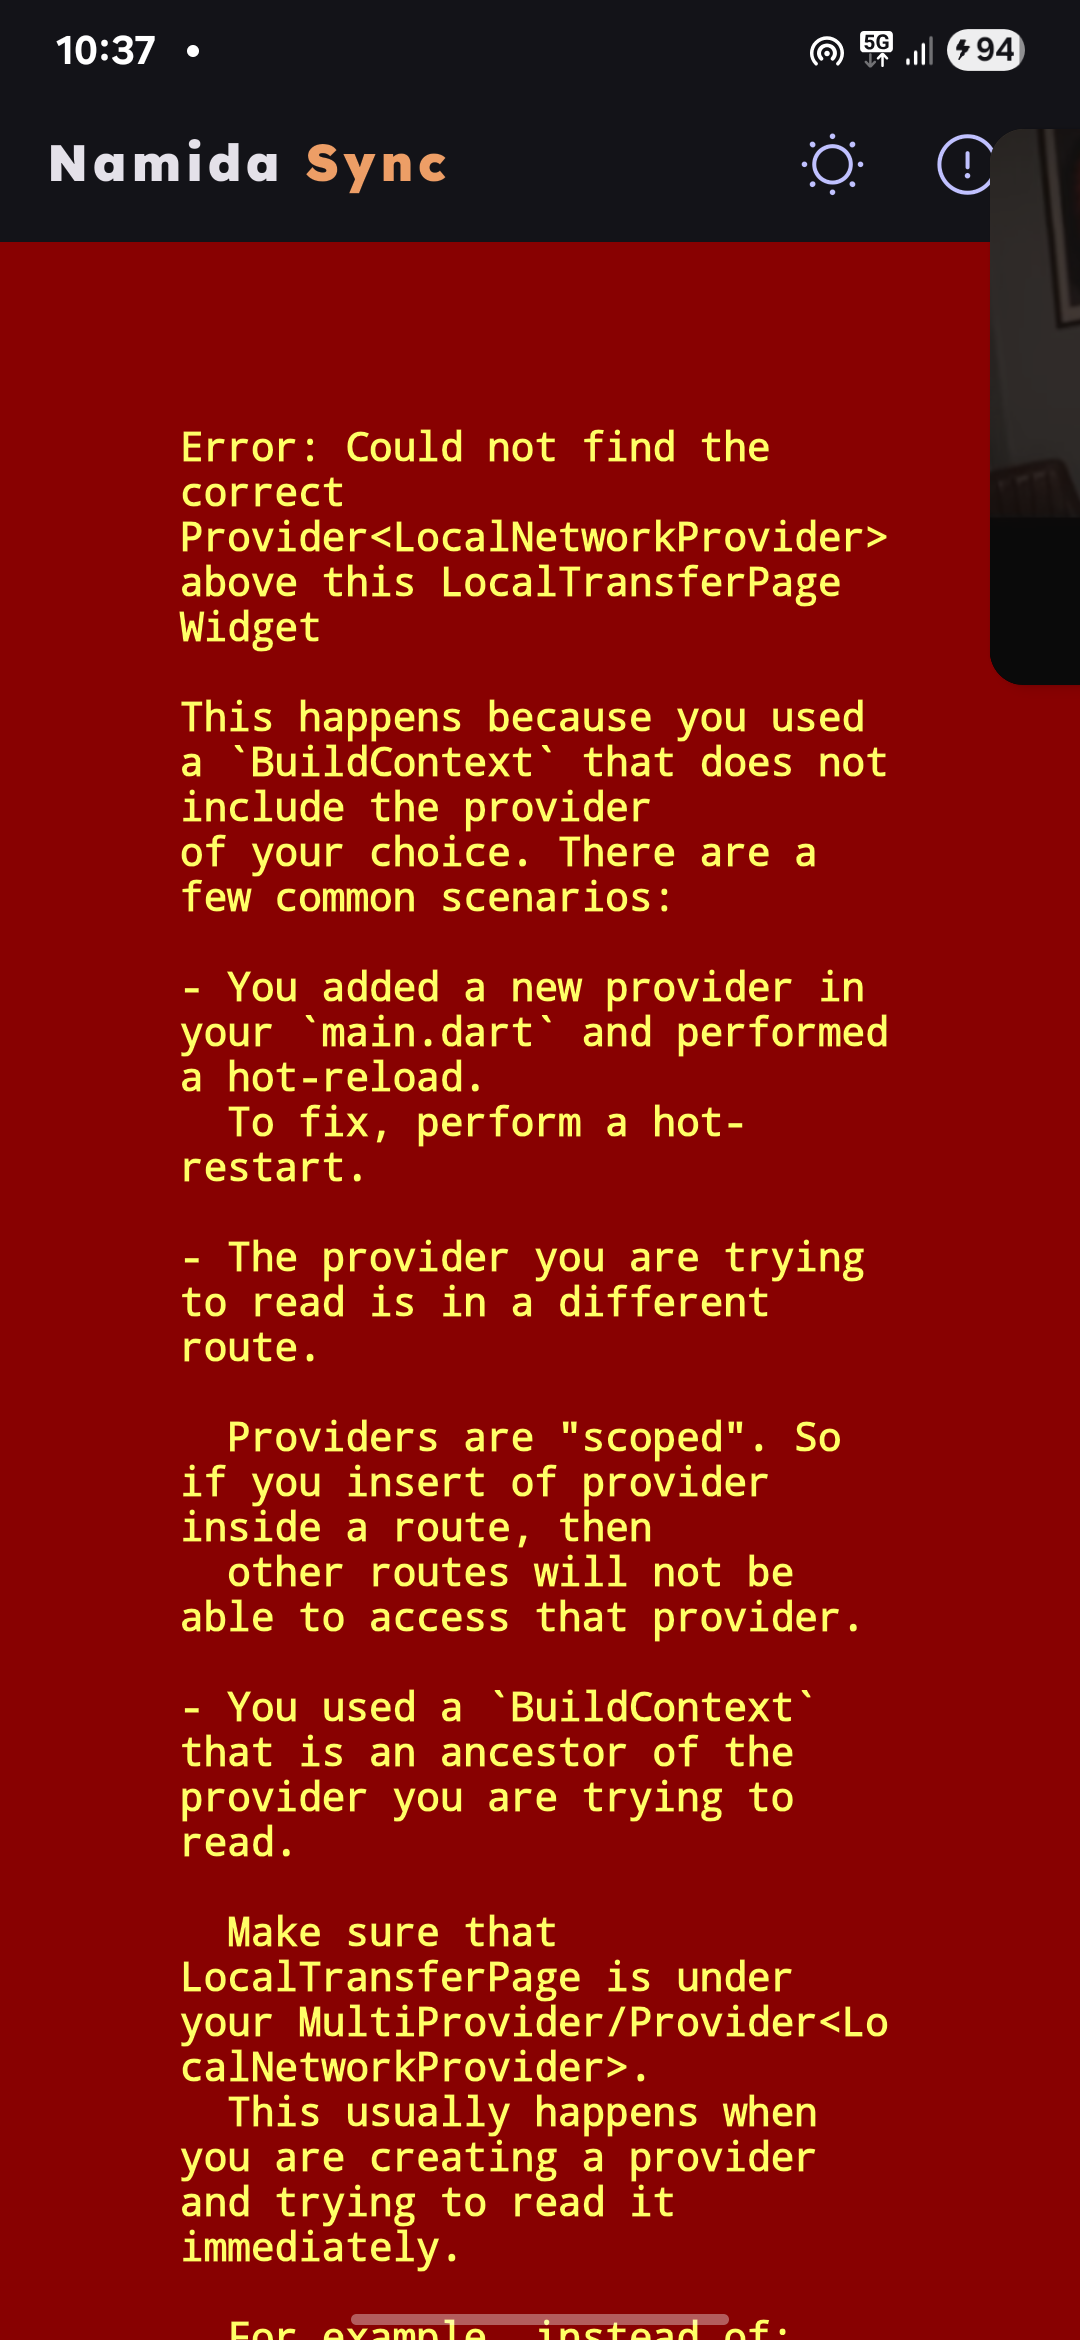 10:37
5G
94
Namida Sync
Error: Could not find the
correct
Provider<LocalNetworkProvider>
above this LocalTransferPage
Widget
This happens because you used
a `BuildContext` that does not
include the provider
of your choice. There are a
few common scenarios:
- You added a new provider in
your `main.dart` and performed
a hot-reload.
To fix, perform a hot-
restart.
- The provider you are trying
to read is in a different
route.
Providers are "scoped". So
if you insert of provider
inside a route, then
other routes will not be
able to access that provider.
- You used a `BuildContext`
that is an ancestor of the
provider you are trying to
read.
Make sure that
LocalTransferPage is under
your MultiProvider/Provider<Lo
calNetworkProvider>.
This usually happens when
you are creating a provider
and trying to read it
immediately.
For example, instead of: